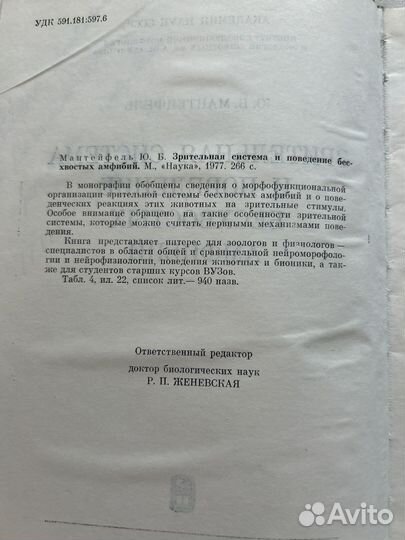 УДК 591.181:597.6
Мантейфель Ю. Б. Зрительная система и поведение бес-
хвостых амфибий. М., «Наука», 1977. 266 с.
В монографии обобщены сведения о морфофункциональной
организации зрительной системы бесхвостых амфибий и о пове-
денческих реакциях этих животных на зрительные стимулы.
Особое внимание обращено на такие особенности зрительной
системы, которые можно считать нервными механизмами пове-
дения.
Книга представляет интерес для зоологов и физиологов —
специалистов в области общей и сравнительной нейроморфоло-
гии и нейрофизиологии, поведения животных и бионики, а так-
же для студентов старших курсов ВУЗов.
Табл. 4, ил. 22, список лит.— 940 назв.
Ответственный редактор
доктор биологических наук
Р. П. ЖЕНЕВСКАЯ
Avito